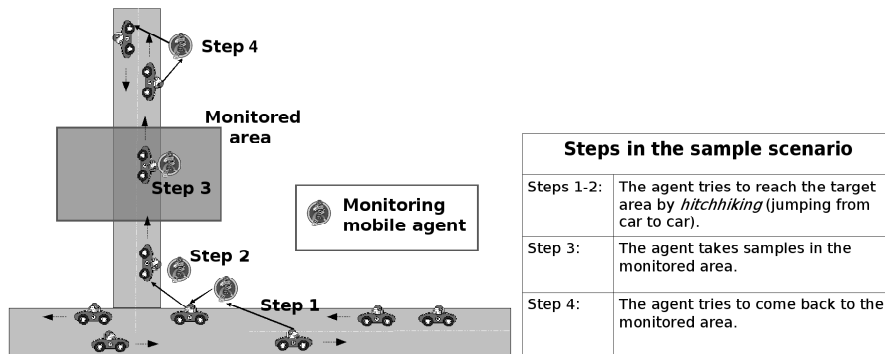 Step 4
Monitored
area
Step 3
Monitoring
mobile agent
Step 2
Step 1
Steps in the sample scenario
Steps 1-2:
The agent tries to reach the target
area by hitchhiking (jumping from
car to car).
Step 3:
The agent takes samples in the
monitored area.
Step 4:
The agent tries to come back to the
monitored area.